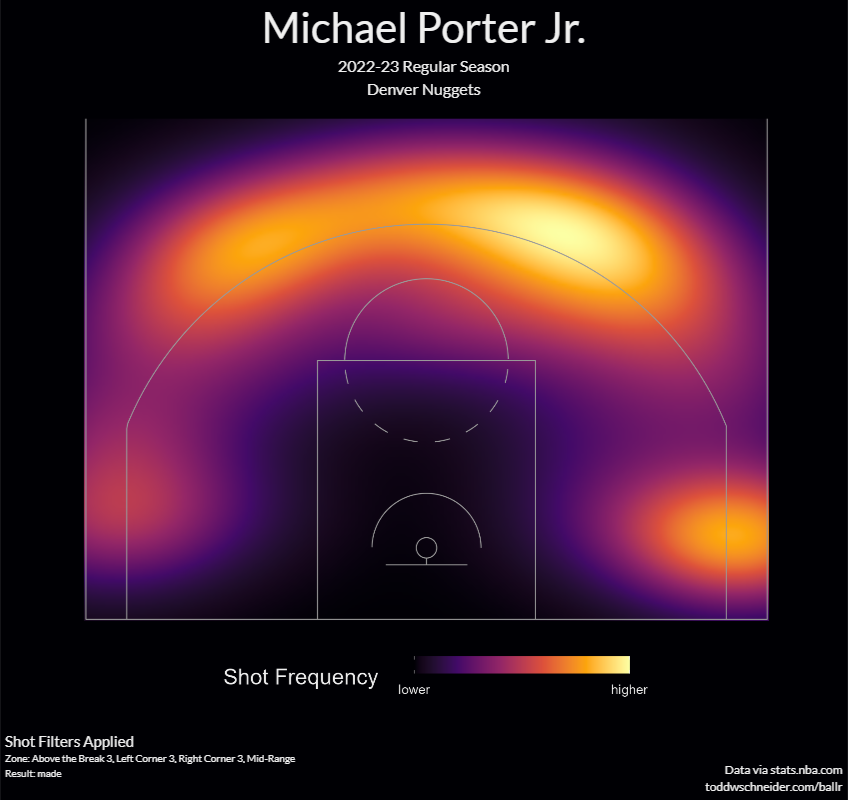 Michael Porter Jr.
2022-23 Regular Season
Denver Nuggets
Shot Frequency
lower
higher
Shot Filters Applied
Zone: Above the Break 3, Left Corner 3, Right Corner 3, Mid-Range
Result: made
Data via stats.nba.com
toddwschneider.com/ballr